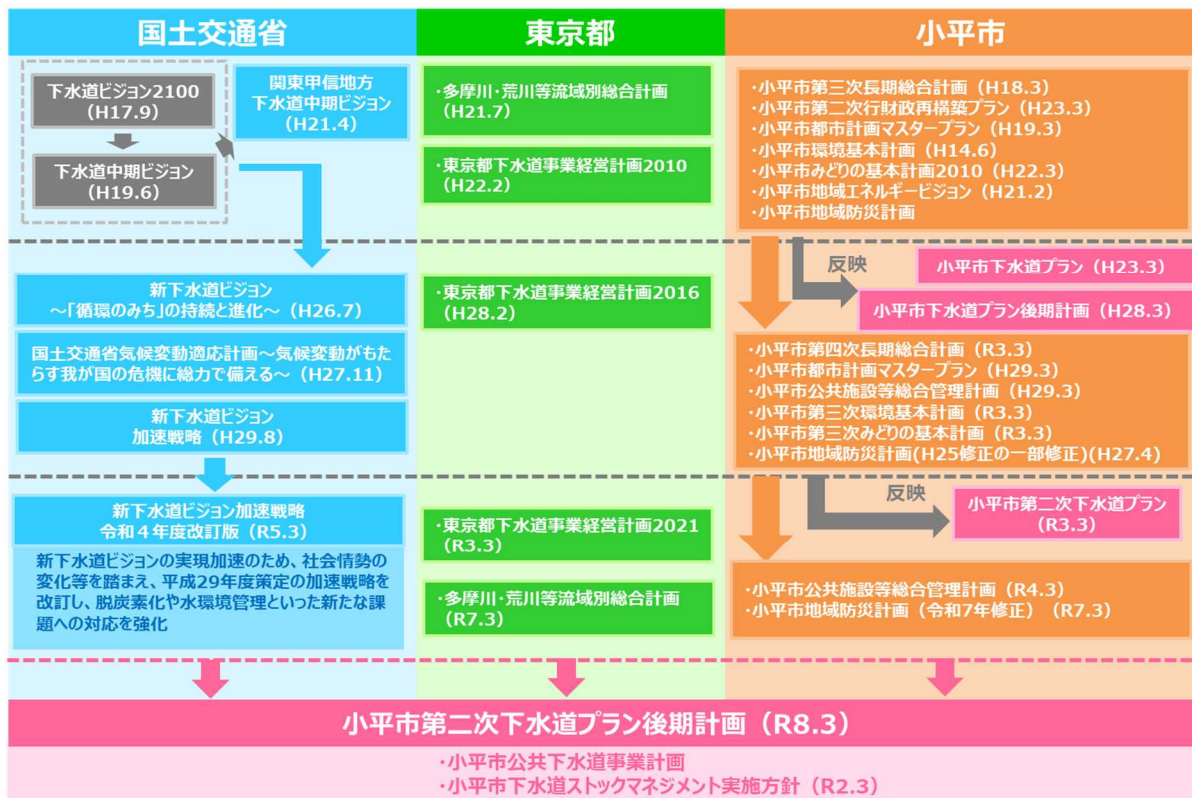 国土交通省
東京都
小平市
下水道ビジョン2100
(H17.9)
下水道中期ビジョン
(H19.6)
関東甲信地方
下水道中期ビジョン
(H21.4)
・多摩川・荒川等流域別総合計画
(H21.7)
・東京都下水道事業経営計画2010
(H22.2)
・小平市第三次長期総合計画（H18.3）
・小平市第二次行財政再構築プラン（H23.3）
・小平市都市計画マスタープラン（H19.3）
・小平市環境基本計画（H14.6）
・小平市みどりの基本計画2010（H22.3）
・小平市地域エネルギービジョン（H21.2）
・小平市地域防災計画
反映
小平市下水道プラン（H23.3）
小平市下水道プラン後期計画（H28.3）
新下水道ビジョン
～「循環のみち」の持続と進化～（H26.7）
国土交通省気候変動適応計画～気候変動がもた
らす我が国の危機に総力で備える～（H27.11）
新下水道ビジョン
加速戦略（H29.8）
・東京都下水道事業経営計画2016
(H28.2)
・小平市第四次長期総合計画（R3.3）
・小平市都市計画マスタープラン（H29.3）
・小平市公共施設等総合管理計画（H29.3）
・小平市第三次環境基本計画（R3.3）
・小平市第三次みどりの基本計画（R3.3）
・小平市地域防災計画(H25修正の一部修正)(H27.4)
反映
小平市第二次下水道プラン
（R3.3）
新下水道ビジョン加速戦略
令和４年度改訂版（R5.3）
新下水道ビジョンの実現加速のため、社会情勢の
変化等を踏まえ、平成29年度策定の加速戦略を
改訂し、脱炭素化や水環境管理といった新たな課
題への対応を強化
・東京都下水道事業経営計画2021
(R3.3)
・多摩川・荒川等流域別総合計画
(R7.3)
・小平市公共施設等総合管理計画（R4.3）
・小平市地域防災計画（令和7年修正）（R7.3）
小平市第二次下水道プラン後期計画（R8.3）
・小平市公共下水道事業計画
・小平市下水道ストックマネジメント実施方針（R2.3）